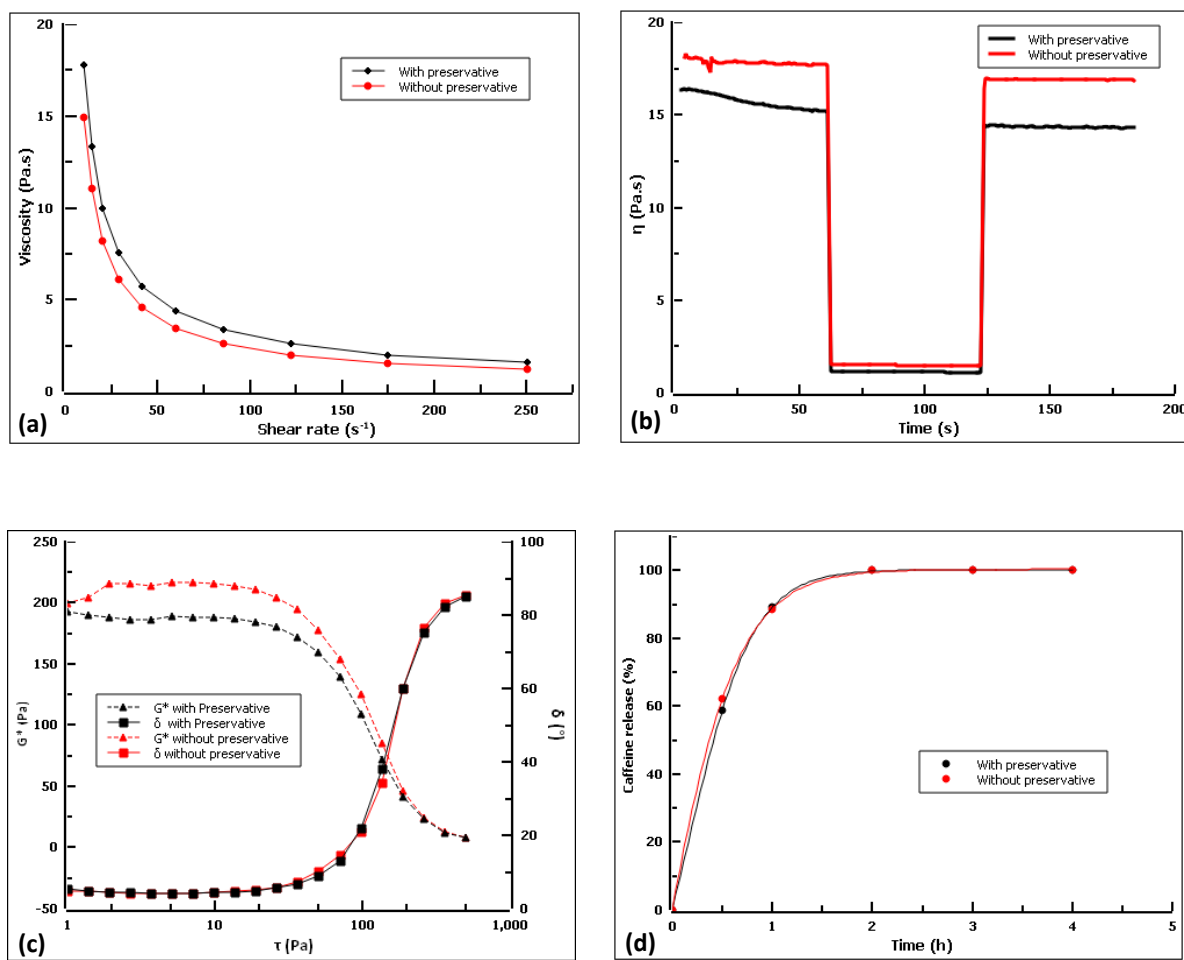 20
15
10
5
0
Viscosity (Pa.s)
With preservative
Without preservative
0 50 100 150 200 250
Shear rate (s⁻¹)
(a)
20
15
10
5
0
η (Pa.s)
With preservative
Without preservative
0 50 100 150 200
Time (s)
(b)
250
200
150
100
50
0
-50
G* (Pa)
G* with Preservative
δ with Preservative
G* without preservative
δ without preservative
100
80
60
40
20
0
δ (°)
1 10 100 1,000
τ (Pa)
(c)
100
80
60
40
20
0
Caffeine release (%)
With preservative
Without preservative
0 1 2 3 4 5
Time (h)
(d)